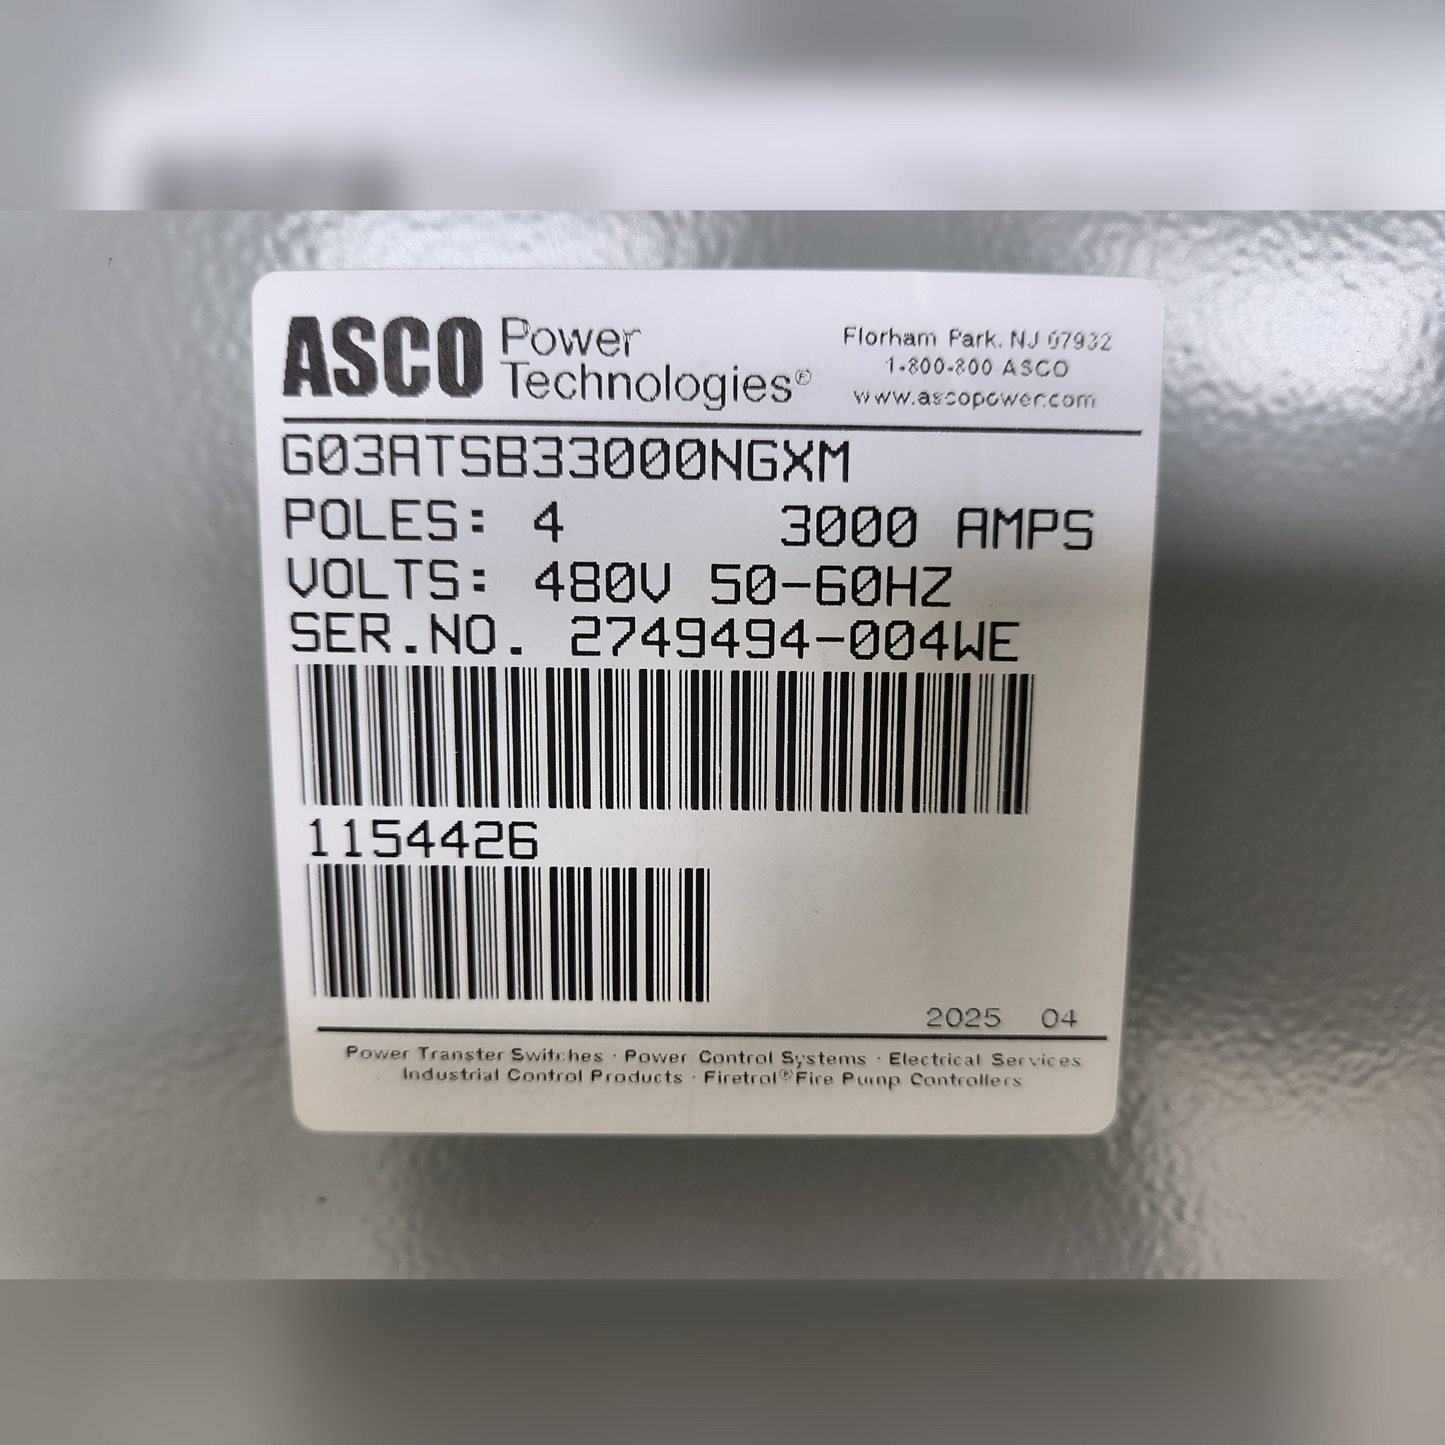 ASCO Power Technologies®
Florham Park, NJ 07932
1-800-800 ASCO
www.ascopower.com
G03ATSB33000NGXM
POLES: 4 3000 AMPS
VOLTS: 480V 50-60HZ
SER.NO. 2749494-004WE
1154426
2025 04
Power Transfer Switches · Power Control Systems · Electrical Services
Industrial Control Products · Firetrol® Fire Pump Controllers